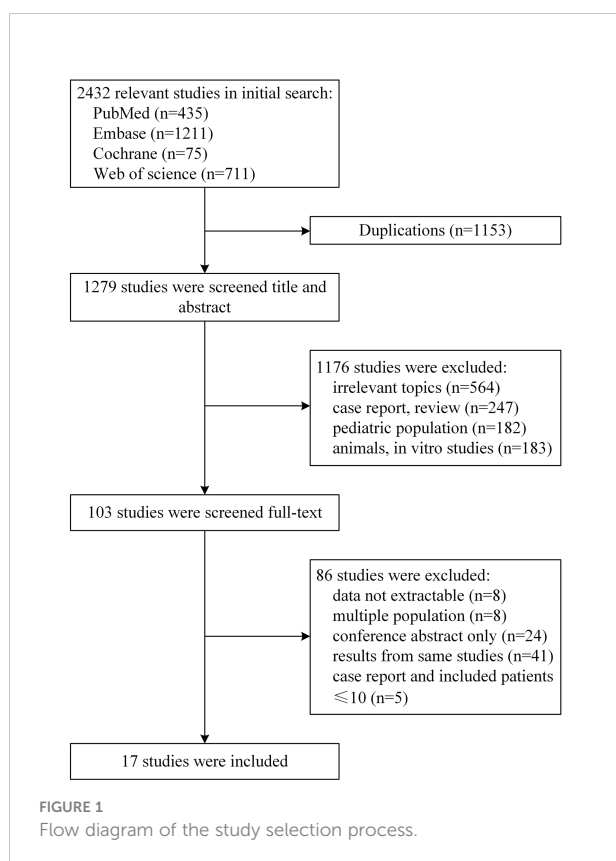 2432 relevant studies in initial search:
PubMed (n=435)
Embase (n=1211)
Cochrane (n=75)
Web of science (n=711)
Duplications (n=1153)
1279 studies were screened title and
abstract
1176 studies were excluded:
irrelevant topics (n=564)
case report, review (n=247)
pediatric population (n=182)
animals, in vitro studies (n=183)
103 studies were screened full-text
86 studies were excluded:
data not extractable (n=8)
multiple population (n=8)
conference abstract only (n=24)
results from same studies (n=41)
case report and included patients
≤10 (n=5)
17 studies were included
FIGURE 1
Flow diagram of the study selection process.